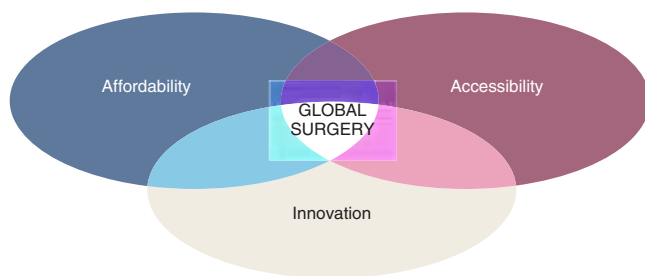 Affordability
Accessibility
GLOBAL
SURGERY
Innovation